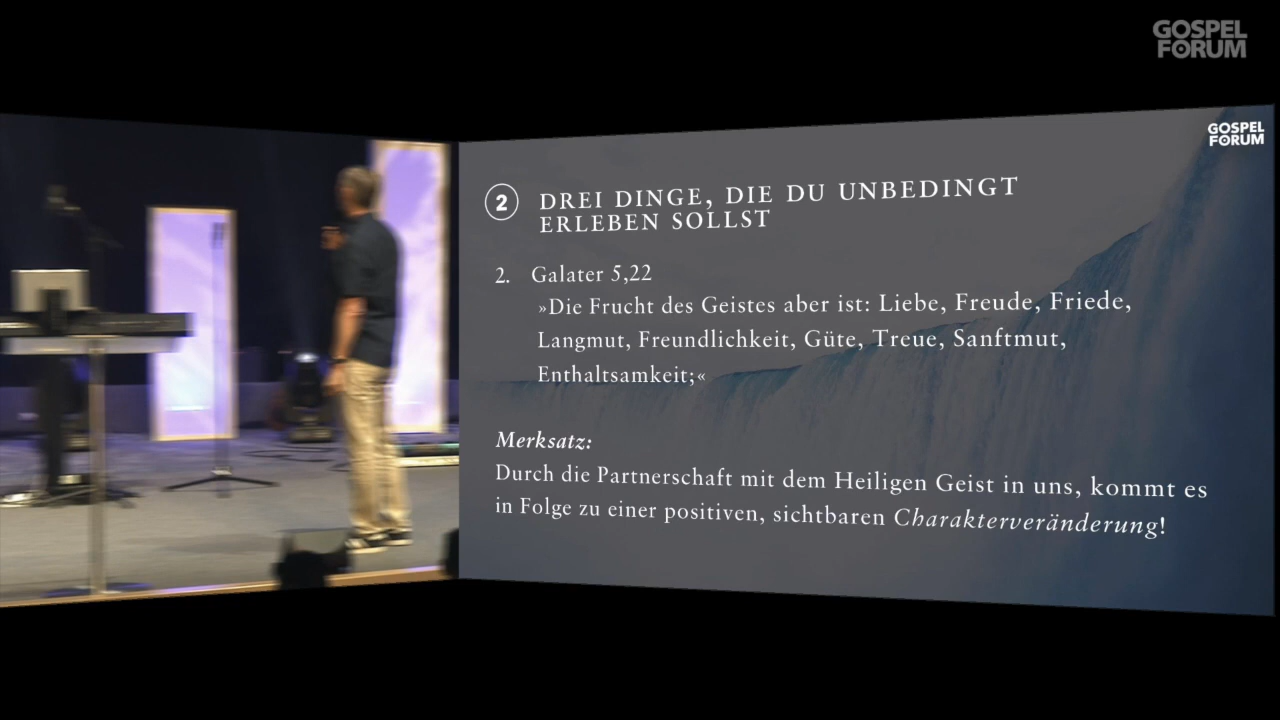 GOSPEL
FORUM
GOSPEL
FORUM
2 DREI DINGE, DIE DU UNBEDINGT
ERLEBEN SOLLST
2. Galater 5,22
»Die Frucht des Geistes aber ist: Liebe, Freude, Friede,
Langmut, Freundlichkeit, Güte, Treue, Sanftmut,
Enthaltsamkeit;«
Merksatz:
Durch die Partnerschaft mit dem Heiligen Geist in uns, kommt es
in Folge zu einer positiven, sichtbaren Charakterveränderung!